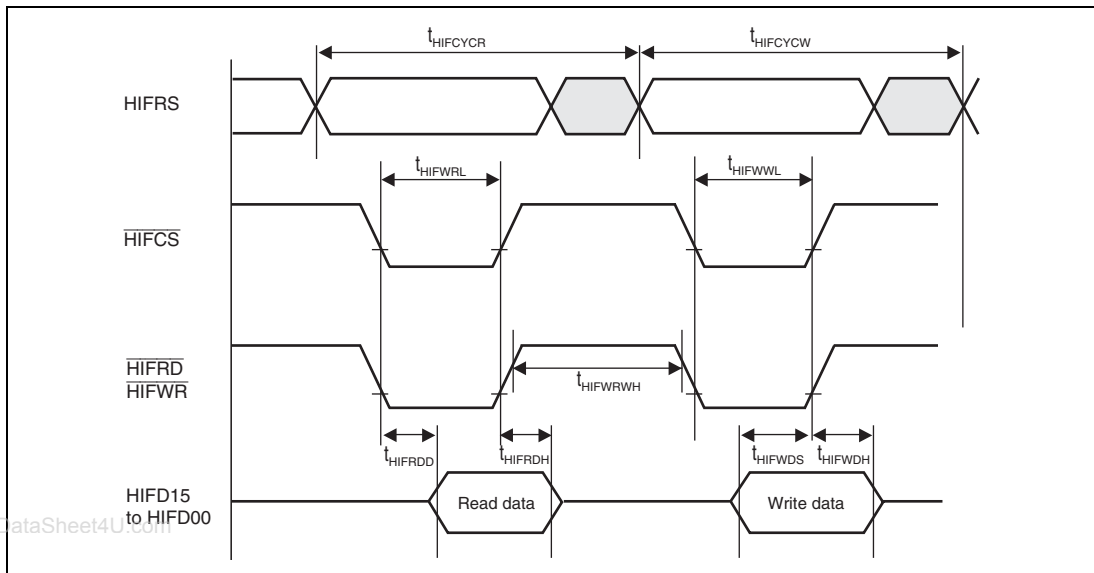 tHIFCYCR
tHIFCYCW
HIFRS
tHIFWRL
tHIFWWL
HIFCS
HIFRD
HIFWR
tHIFWRWH
tHIFRDD
tHIFRDH
tHIFWDS
tHIFWDH
HIFD15
to HIFD00
Read data
Write data
DataSheet4U.com